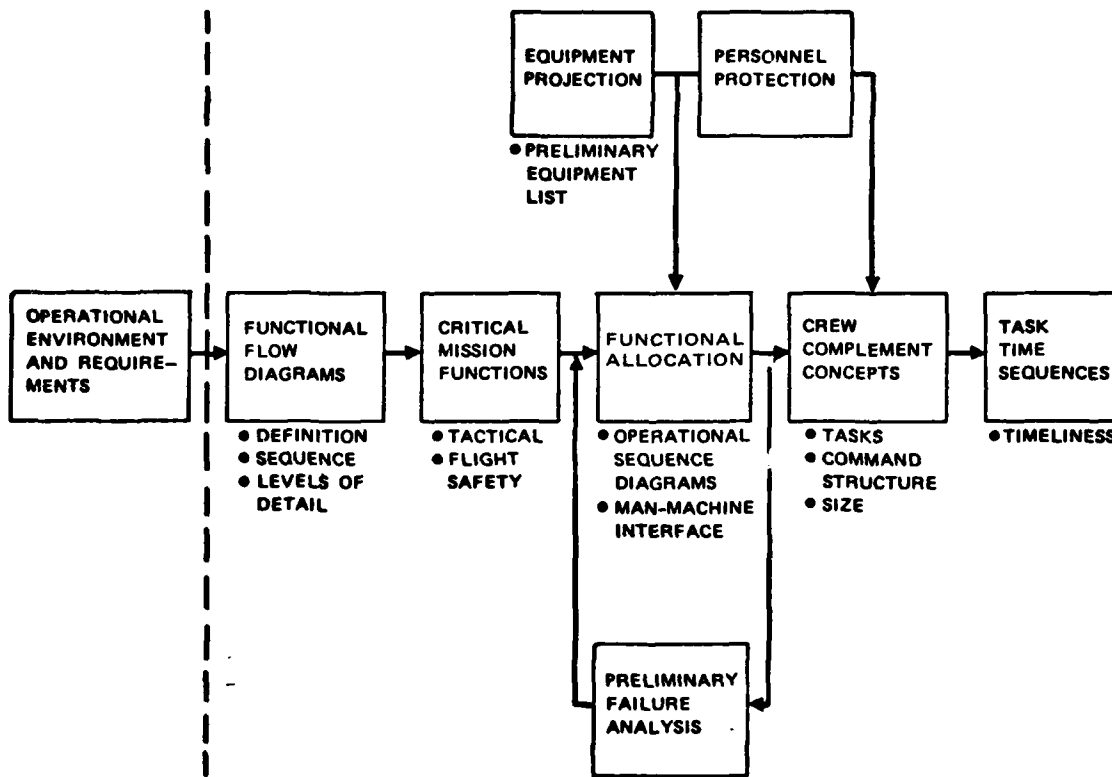 EQUIPMENT
PROJECTION
● PRELIMINARY
EQUIPMENT
LIST
PERSONNEL
PROTECTION
OPERATIONAL
ENVIRONMENT
AND REQUIRE-
MENTS
FUNCTIONAL
FLOW
DIAGRAMS
● DEFINITION
● SEQUENCE
● LEVELS OF
DETAIL
CRITICAL
MISSION
FUNCTIONS
● TACTICAL
● FLIGHT
SAFETY
FUNCTIONAL
ALLOCATION
● OPERATIONAL
SEQUENCE
DIAGRAMS
● MAN-MACHINE
INTERFACE
CREW
COMPLEMENT
CONCEPTS
● TASKS
● COMMAND
STRUCTURE
● SIZE
TASK
TIME
SEQUENCES
● TIMELINESS
PRELIMINARY
FAILURE
ANALYSIS